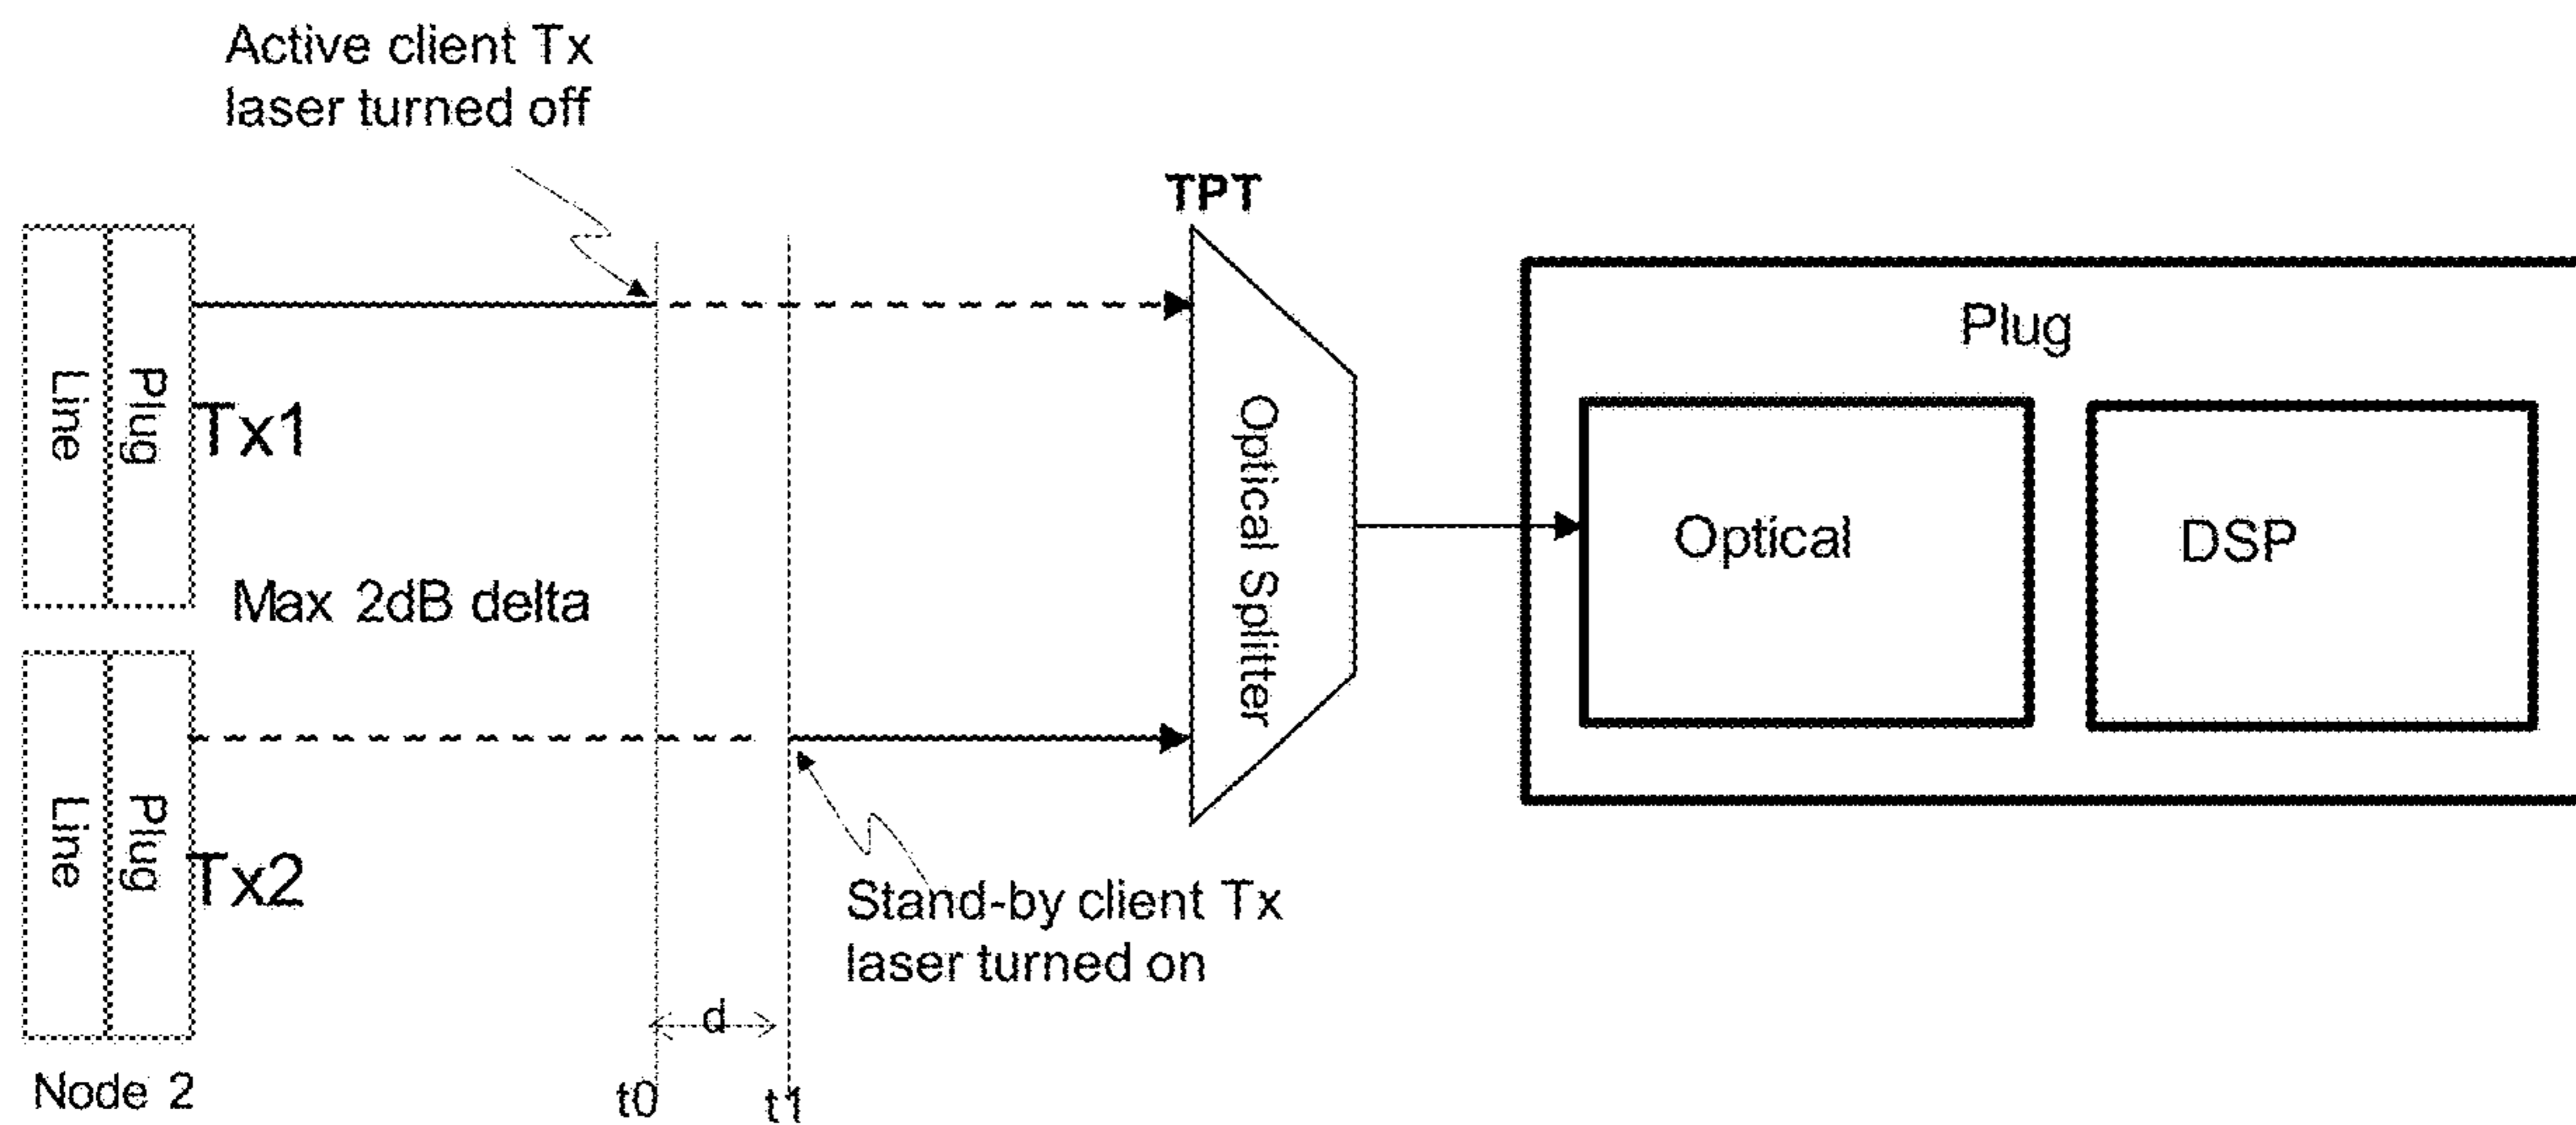 Active client Tx
laser turned off
TPT
Line
Plug
Tx1
Max 2dB delta
Line
Plug
Tx2
Node 2
t0
d
t1
Stand-by client Tx
laser turned on
Optical Splitter
Plug
Optical
DSP